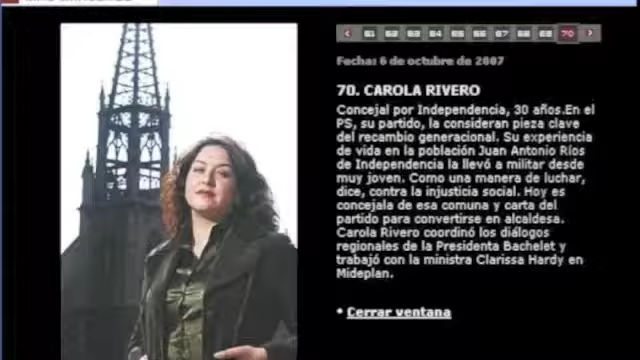 61 62 63 64 65 66 67 68 69 70
Fecha: 6 de octubre de 2007
70. CAROLA RIVERO
Concejal por Independencia, 30 años.En el
PS, su partido, la consideran pieza clave
del recambio generacional. Su experiencia
de vida en la población Juan Antonio Ríos
de Independencia la llevó a militar desde
muy joven. Como una manera de luchar,
dice, contra la injusticia social. Hoy es
concejala de esa comuna y carta del
partido para convertirse en alcaldesa.
Carola Rivero coordinó los diálogos
regionales de la Presidenta Bachelet y
trabajó con la ministra Clarissa Hardy en
Mideplan.
• Cerrar ventana